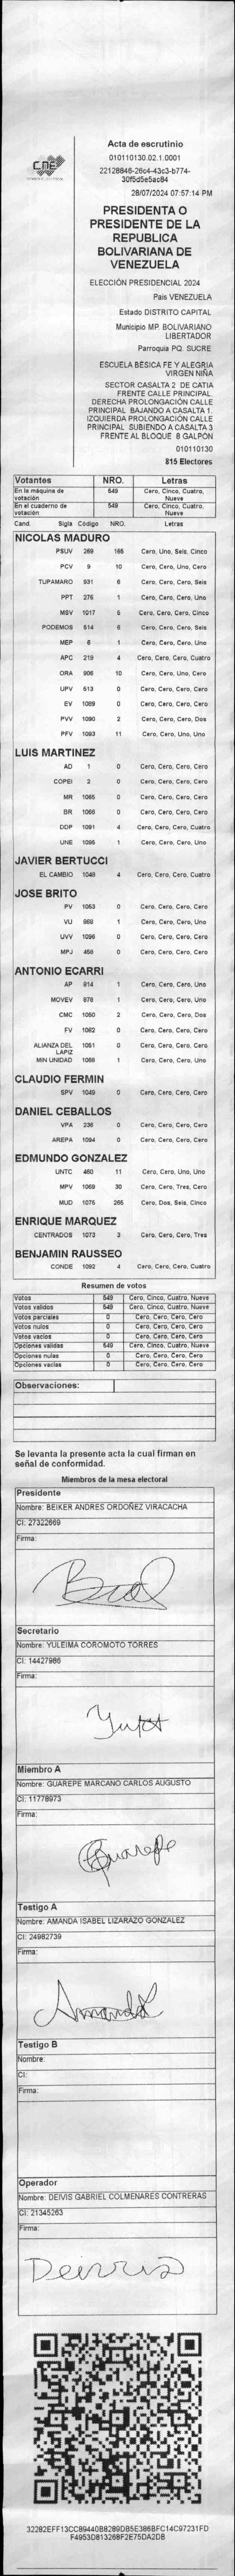 CNE
Acta de escrutinio
010110130.02.1.0001
22128846-26c4-43c3-b774-
30f5d5e5ac84
28/07/2024 07:57:14 PM
PRESIDENTA O
PRESIDENTE DE LA
REPUBLICA
BOLIVARIANA DE
VENEZUELA
ELECCIÓN PRESIDENCIAL 2024
País VENEZUELA
Estado DISTRITO CAPITAL
Municipio MP. BOLIVARIANO
LIBERTADOR
Parroquia PQ. SUCRE
ESCUELA BÉSICA FE Y ALEGRIA
VIRGEN NIÑA
SECTOR CASALTA 2 DE CATIA
FRENTE CALLE PRINCIPAL.
DERECHA PROLONGACIÓN CALLE
PRINCIPAL BAJANDO A CASALTA 1.
IZQUIERDA PROLONGACIÓN CALLE
PRINCIPAL SUBIENDO A CASALTA 3
FRENTE AL BLOQUE 8 GALPÓN
010110130
815 Electores
Votantes NRO. Letras
En la máquina de votación 549 Cero, Cinco, Cuatro, Nueve
En el cuaderno de votación 549 Cero, Cinco, Cuatro, Nueve
Cand. Sigla Código NRO. Letras
NICOLAS MADURO
PSUV 269 165 Cero, Uno, Seis, Cinco
PCV 9 10 Cero, Cero, Uno, Cero
TUPAMARO 931 6 Cero, Cero, Cero, Seis
PPT 276 1 Cero, Cero, Cero, Uno
MSV 1017 5 Cero, Cero, Cero, Cinco
PODEMOS 514 6 Cero, Cero, Cero, Seis
MEP 6 1 Cero, Cero, Cero, Uno
APC 219 4 Cero, Cero, Cero, Cuatro
ORA 906 10 Cero, Cero, Uno, Cero
UPV 513 0 Cero, Cero, Cero, Cero
EV 1089 0 Cero, Cero, Cero, Cero
PVV 1090 2 Cero, Cero, Cero, Dos
PFV 1093 11 Cero, Cero, Uno, Uno
LUIS MARTINEZ
AD 1 0 Cero, Cero, Cero, Cero
COPEI 2 0 Cero, Cero, Cero, Cero
MR 1065 0 Cero, Cero, Cero, Cero
BR 1066 0 Cero, Cero, Cero, Cero
DDP 1091 4 Cero, Cero, Cero, Cuatro
UNE 1095 1 Cero, Cero, Cero, Uno
JAVIER BERTUCCI
EL CAMBIO 1048 4 Cero, Cero, Cero, Cuatro
JOSE BRITO
PV 1053 0 Cero, Cero, Cero, Cero
VU 868 1 Cero, Cero, Cero, Uno
UVV 1096 0 Cero, Cero, Cero, Cero
MPJ 458 0 Cero, Cero, Cero, Cero
ANTONIO ECARRI
AP 814 1 Cero, Cero, Cero, Uno
MOVEV 878 1 Cero, Cero, Cero, Uno
CMC 1050 2 Cero, Cero, Cero, Dos
FV 1082 0 Cero, Cero, Cero, Cero
ALIANZA DEL LAPIZ 1051 0 Cero, Cero, Cero, Cero
MIN UNIDAD 1088 1 Cero, Cero, Cero, Uno
CLAUDIO FERMIN
SPV 1049 0 Cero, Cero, Cero, Cero
DANIEL CEBALLOS
VPA 236 0 Cero, Cero, Cero, Cero
AREPA 1094 0 Cero, Cero, Cero, Cero
EDMUNDO GONZALEZ
UNTC 460 11 Cero, Cero, Uno, Uno
MPV 1069 30 Cero, Cero, Tres, Cero
MUD 1075 265 Cero, Dos, Seis, Cinco
ENRIQUE MARQUEZ
CENTRADOS 1073 3 Cero, Cero, Cero, Tres
BENJAMIN RAUSSEO
CONDE 1092 4 Cero, Cero, Cero, Cuatro
Resumen de votos
Votos 549 Cero, Cinco, Cuatro, Nueve
Votos validos 549 Cero, Cinco, Cuatro, Nueve
Votos parciales 0 Cero, Cero, Cero, Cero
Votos nulos 0 Cero, Cero, Cero, Cero
Votos vacíos 0 Cero, Cero, Cero, Cero
Opciones validas 549 Cero, Cinco, Cuatro, Nueve
Opciones nulas 0 Cero, Cero, Cero, Cero
Opciones vacías 0 Cero, Cero, Cero, Cero
Observaciones:
Se levanta la presente acta la cual firman en
señal de conformidad.
Miembros de la mesa electoral
Presidente
Nombre: BEIKER ANDRES ORDOÑEZ VIRACACHA
CI: 27322669
Firma:
Secretario
Nombre: YULEIMA COROMOTO TORRES
CI: 14427986
Firma:
Miembro A
Nombre: GUAREPE MARCANO CARLOS AUGUSTO
CI: 11778973
Firma:
Guarepe
Testigo A
Nombre: AMANDA ISABEL LIZARAZO GONZALEZ
CI: 24982739
Firma:
Amanda
Testigo B
Nombre:
CI:
Firma:
Operador
Nombre: DEIVIS GABRIEL COLMENARES CONTRERAS
CI: 21345263
Firma:
Deivis
32282EFF13CC89440B8289DB5E386BFC14C97231FD
F4953D813268F2E75DA2DB